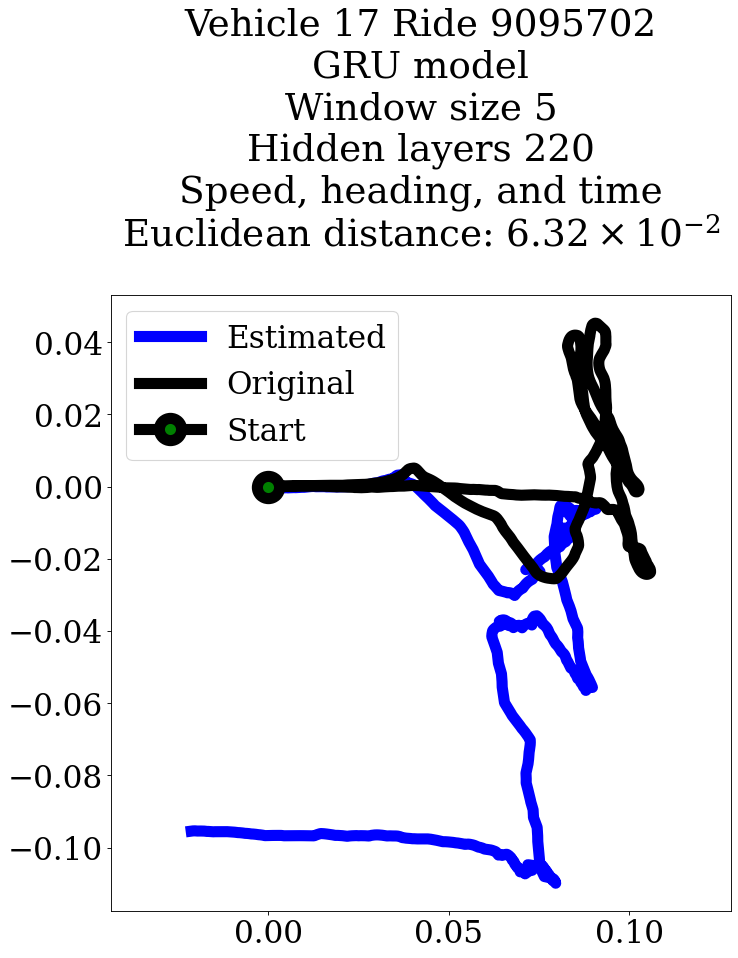 Vehicle 17 Ride 9095702
GRU model
Window size 5
Hidden layers 220
Speed, heading, and time
Euclidean distance: 6.32 × 10⁻²
Estimated
Original
Start
0.04
0.02
0.00
−0.02
−0.04
−0.06
−0.08
−0.10
0.00 0.05 0.10